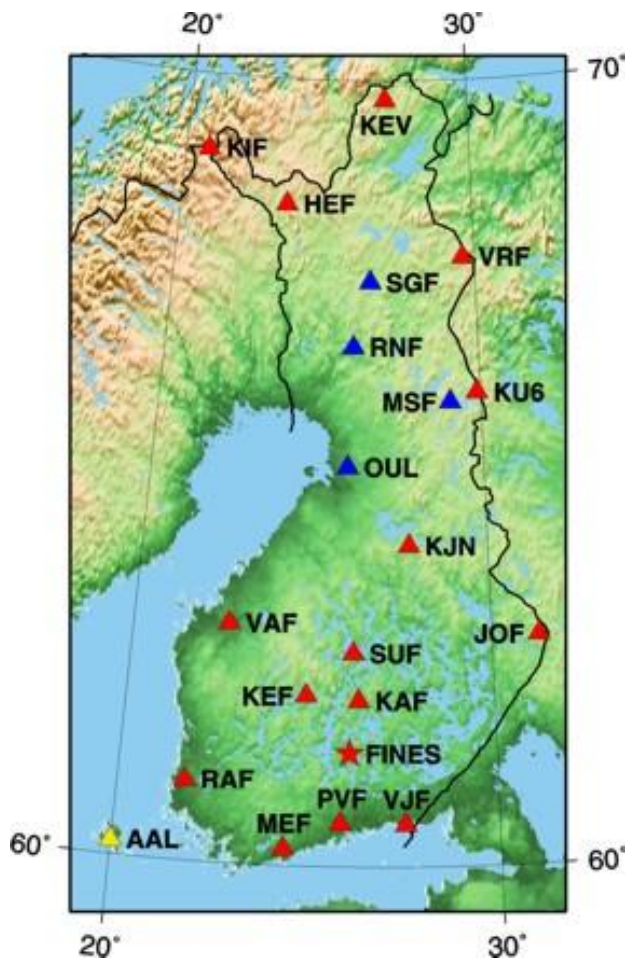 20°
30°
70°
KEV
KIF
HEF
VRF
SGF
RNF
MSF
KU6
OUL
KJN
VAF
JOF
SUF
KEF
KAF
FINES
RAF
PVF VJF
MEF
AAL
60°
60°
20°
30°